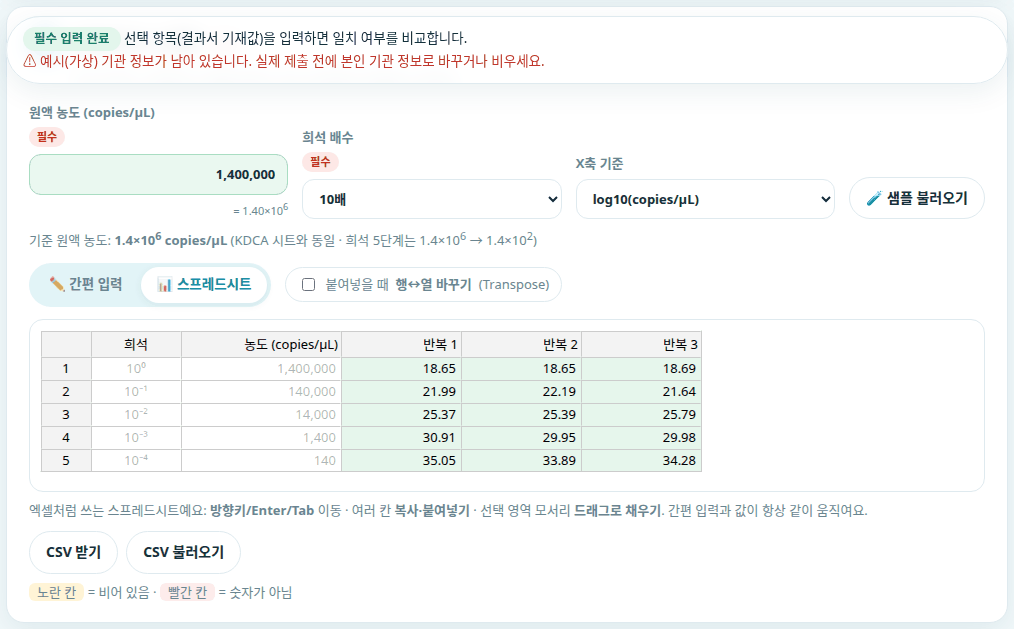 필수 입력 완료 선택 항목(결과서 기재값)을 입력하면 일치 여부를 비교합니다.
⚠ 예시(가상) 기관 정보가 남아 있습니다. 실제 제출 전에 본인 기관 정보로 바꾸거나 비우세요.
원액 농도 (copies/μL)
필수
1,400,000
= 1.40×10⁶
희석 배수
필수
10배
X축 기준
log10(copies/μL)
🧪 샘플 불러오기
기준 원액 농도: 1.4×10⁶ copies/μL (KDCA 시트와 동일 · 희석 5단계는 1.4×10⁶ → 1.4×10²)
✏️ 간편 입력
📊 스프레드시트
붙여넣을 때 행↔열 바꾸기 (Transpose)
희석 농도 (copies/μL) 반복 1 반복 2 반복 3
1 10⁰ 1,400,000 18.65 18.65 18.69
2 10⁻¹ 140,000 21.99 22.19 21.64
3 10⁻² 14,000 25.37 25.39 25.79
4 10⁻³ 1,400 30.91 29.95 29.98
5 10⁻⁴ 140 35.05 33.89 34.28
엑셀처럼 쓰는 스프레드시트예요: 방향키/Enter/Tab 이동 · 여러 칸 복사·붙여넣기 · 선택 영역 모서리 드래그로 채우기. 간편 입력과 값이 항상 같이 움직여요.
CSV 받기
CSV 불러오기
노란 칸 = 비어 있음 · 빨간 칸 = 숫자가 아님